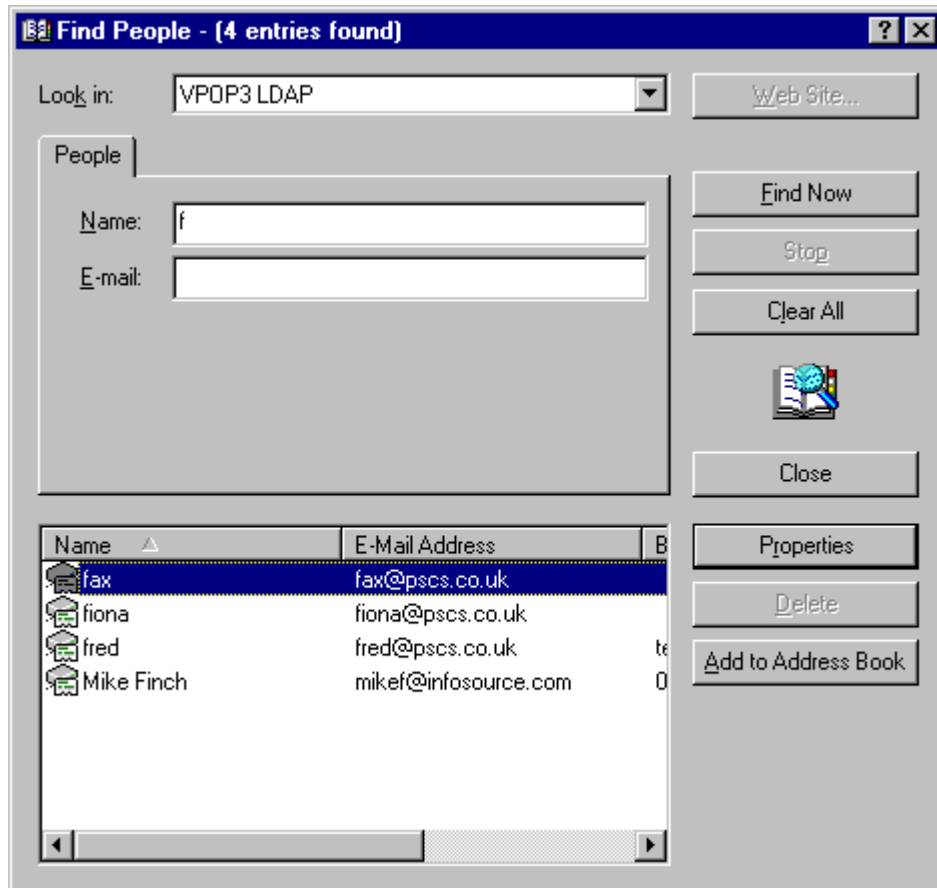 Find People - (4 entries found)
Look in: VPOP3 LDAP
Web Site...
People
Name: f
E-mail:
Find Now
Stop
Clear All
Close
Name E-Mail Address B
fax fax@pscs.co.uk
fiona fiona@pscs.co.uk
fred fred@pscs.co.uk te
Mike Finch mikef@infosource.com 0
Properties
Delete
Add to Address Book